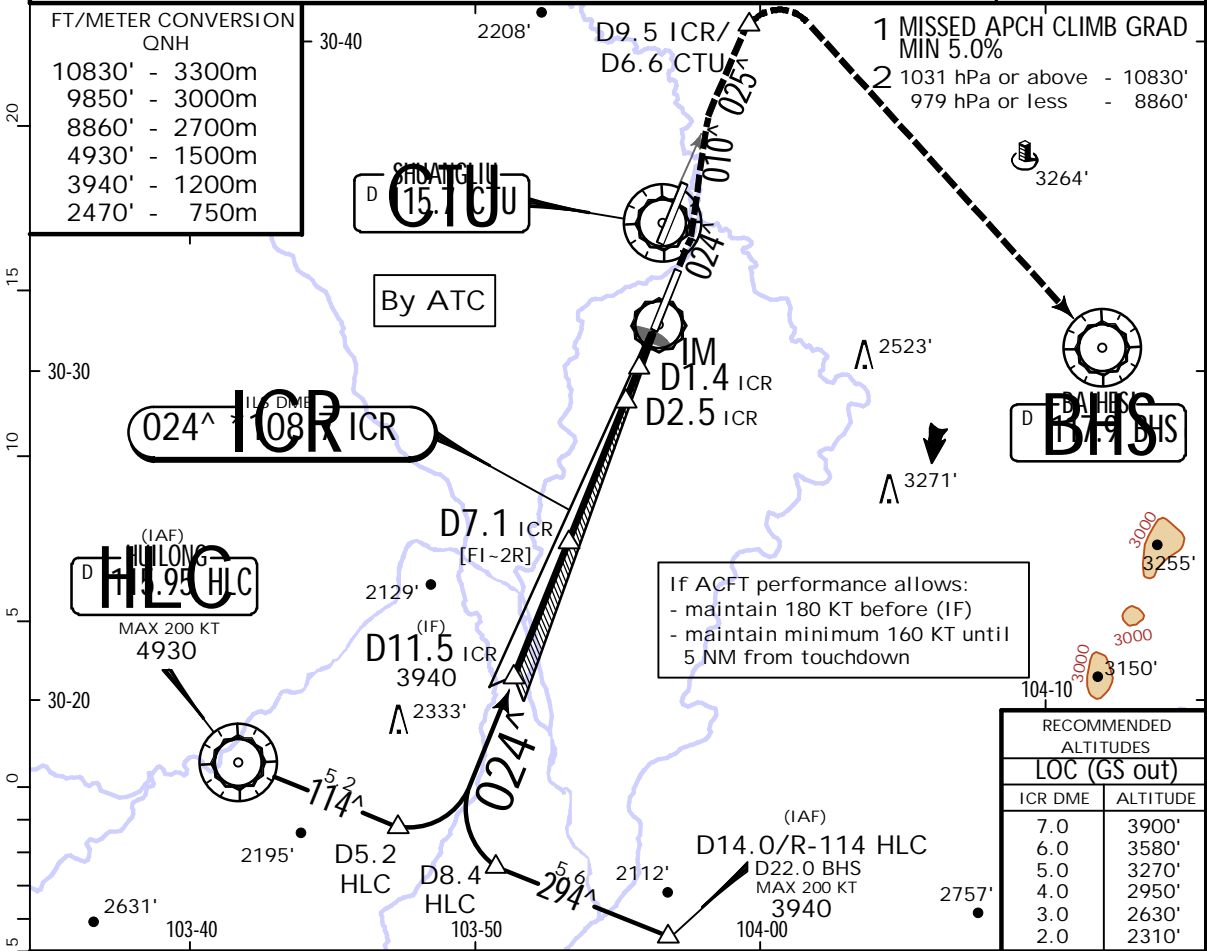 FT/METER CONVERSION
QNH
10830' - 3300m
9850' - 3000m
8860' - 2700m
4930' - 1500m
3940' - 1200m
2470' - 750m
30-40
2208'
D9.5 ICR/
D6.6 CTU
1 MISSED APCH CLIMB GRAD
MIN 5.0%
2 1031 hPa or above - 10830'
979 hPa or less - 8860'
025^
010^
024^
20
3264'
SHUANGLIU
D 115.7 CTU
CTU
15
By ATC
IM
D1.4 ICR
D2.5 ICR
2523'
30-30
ILS DME
024^ *108.7 ICR
ICR
BAIHESI
D 117.9 BHS
BHS
10
3271'
D7.1 ICR
[FI~2R]
(IAF)
HUILONG
D 115.95 HLC
HLC
MAX 200 KT
4930
2129'
3000
3255'
If ACFT performance allows:
- maintain 180 KT before (IF)
- maintain minimum 160 KT until
5 NM from touchdown
5
(IF)
D11.5 ICR
3940
3000
3000
3150'
30-20
104-10
2333'
024^
RECOMMENDED
ALTITUDES
LOC (GS out)
ICR DME ALTITUDE
7.0 3900'
6.0 3580'
5.0 3270'
4.0 2950'
3.0 2630'
2.0 2310'
0
5.2
114^
2195'
D5.2
HLC
D8.4
HLC
5.6
294^
(IAF)
D14.0/R-114 HLC
D22.0 BHS
MAX 200 KT
3940
2112'
2757'
2631'
5
103-40
103-50
104-00